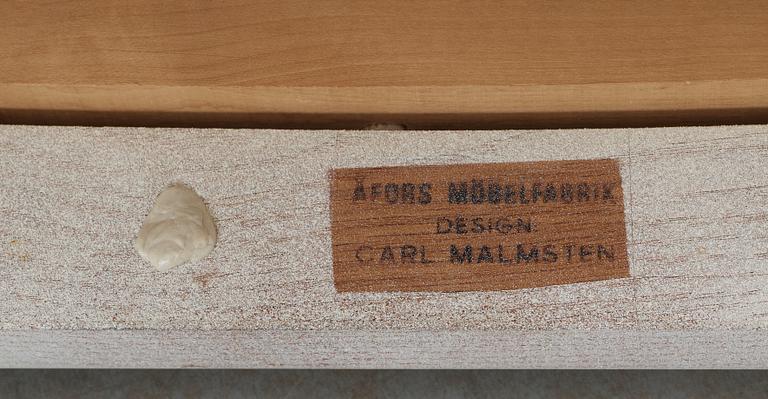 ÅFORS MÖBELFABRIK
DESIGN:
CARL MALMSTEN